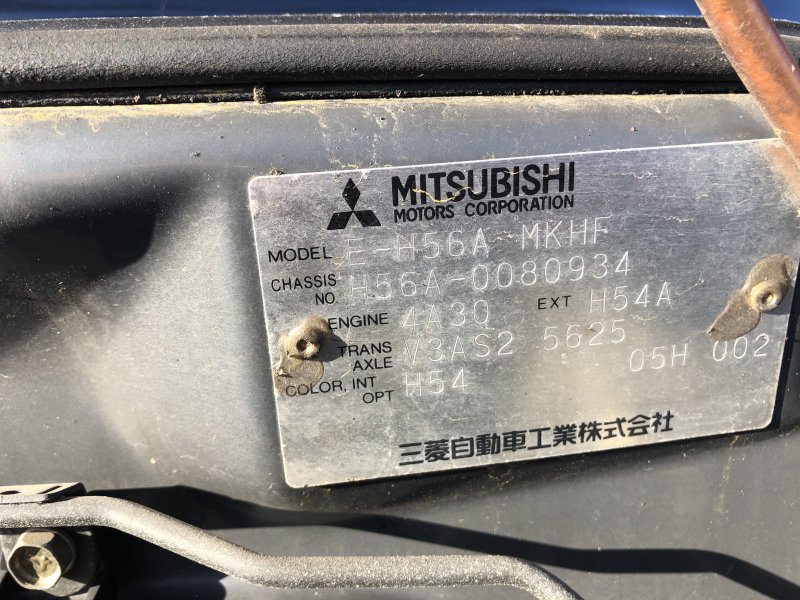 MITSUBISHI
MOTORS CORPORATION
MODEL E-H56A MKHF
CHASSIS NO. H56A-0080934
ENGINE 4A30 EXT H54A
TRANS AXLE V3AS2 5625
COLOR, INT OPT H54 05H 002
三菱自動車工業株式会社